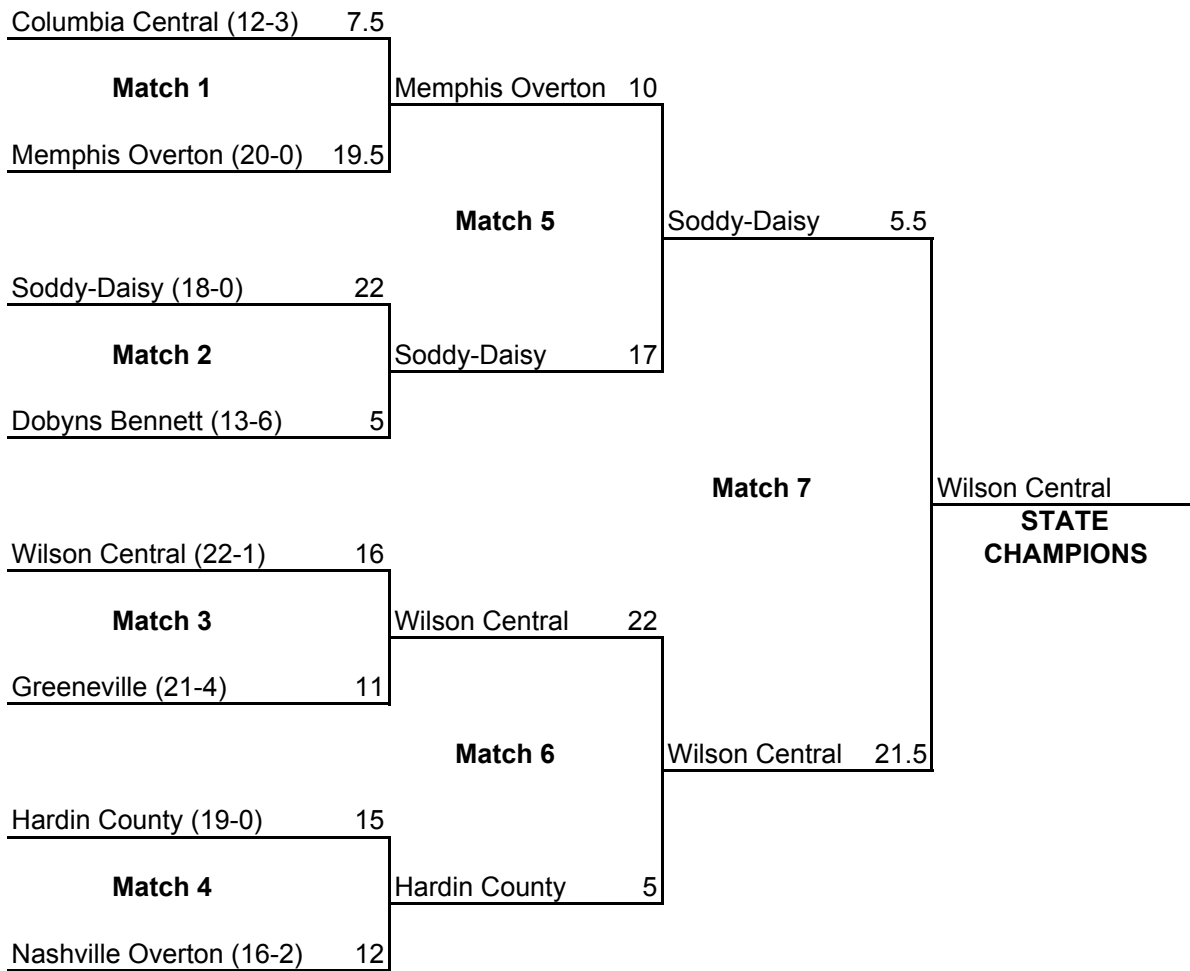 Columbia Central (12-3) 7.5
Match 1 Memphis Overton 10
Memphis Overton (20-0) 19.5
Match 5 Soddy-Daisy 5.5
Soddy-Daisy (18-0) 22
Match 2 Soddy-Daisy 17
Dobyns Bennett (13-6) 5
Match 7 Wilson Central
STATE
Wilson Central (22-1) 16 CHAMPIONS
Match 3 Wilson Central 22
Greeneville (21-4) 11
Match 6 Wilson Central 21.5
Hardin County (19-0) 15
Match 4 Hardin County 5
Nashville Overton (16-2) 12